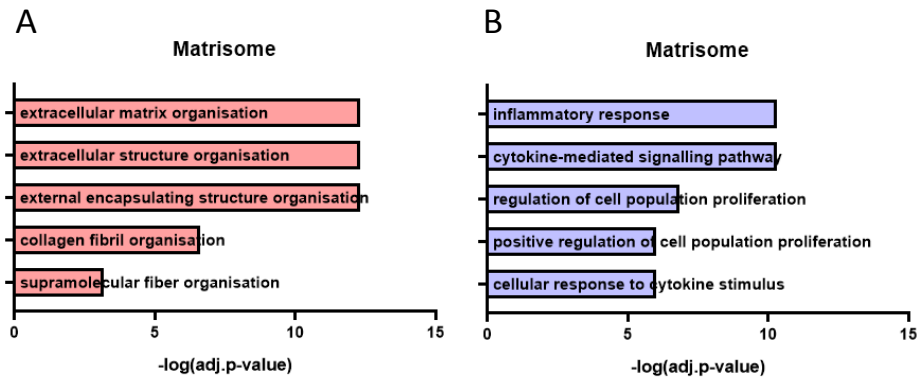 A
Matrisome
extracellular matrix organisation
extracellular structure organisation
external encapsulating structure organisation
collagen fibril organisation
supramolecular fiber organisation
0 5 10 15
-log(adj.p-value)
B
Matrisome
inflammatory response
cytokine-mediated signalling pathway
regulation of cell population proliferation
positive regulation of cell population proliferation
cellular response to cytokine stimulus
0 5 10 15
-log(adj.p-value)